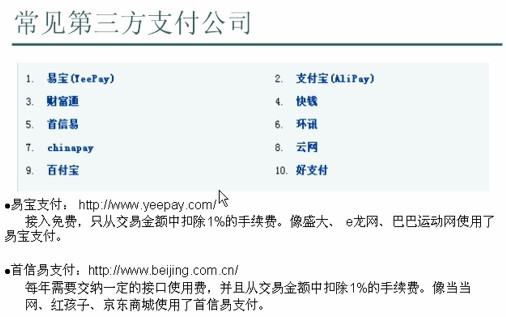 常见第三方支付公司
1. 易宝(YeePay) 2. 支付宝(AliPay)
3. 财富通 4. 快钱
5. 首信易 6. 环讯
7. chinapay 8. 云网
9. 百付宝 10. 好支付
●易宝支付： http://www.yeepay.com/
接入免费，只从交易金额中扣除1%的手续费。像盛大、 e龙网、巴巴运动网使用了
易宝支付。
●首信易支付：http://www.beijing.com.cn/
每年需要交纳一定的接口使用费，并且从交易金额中扣除1%的手续费。像当当
网、红孩子、京东商城使用了首信易支付。